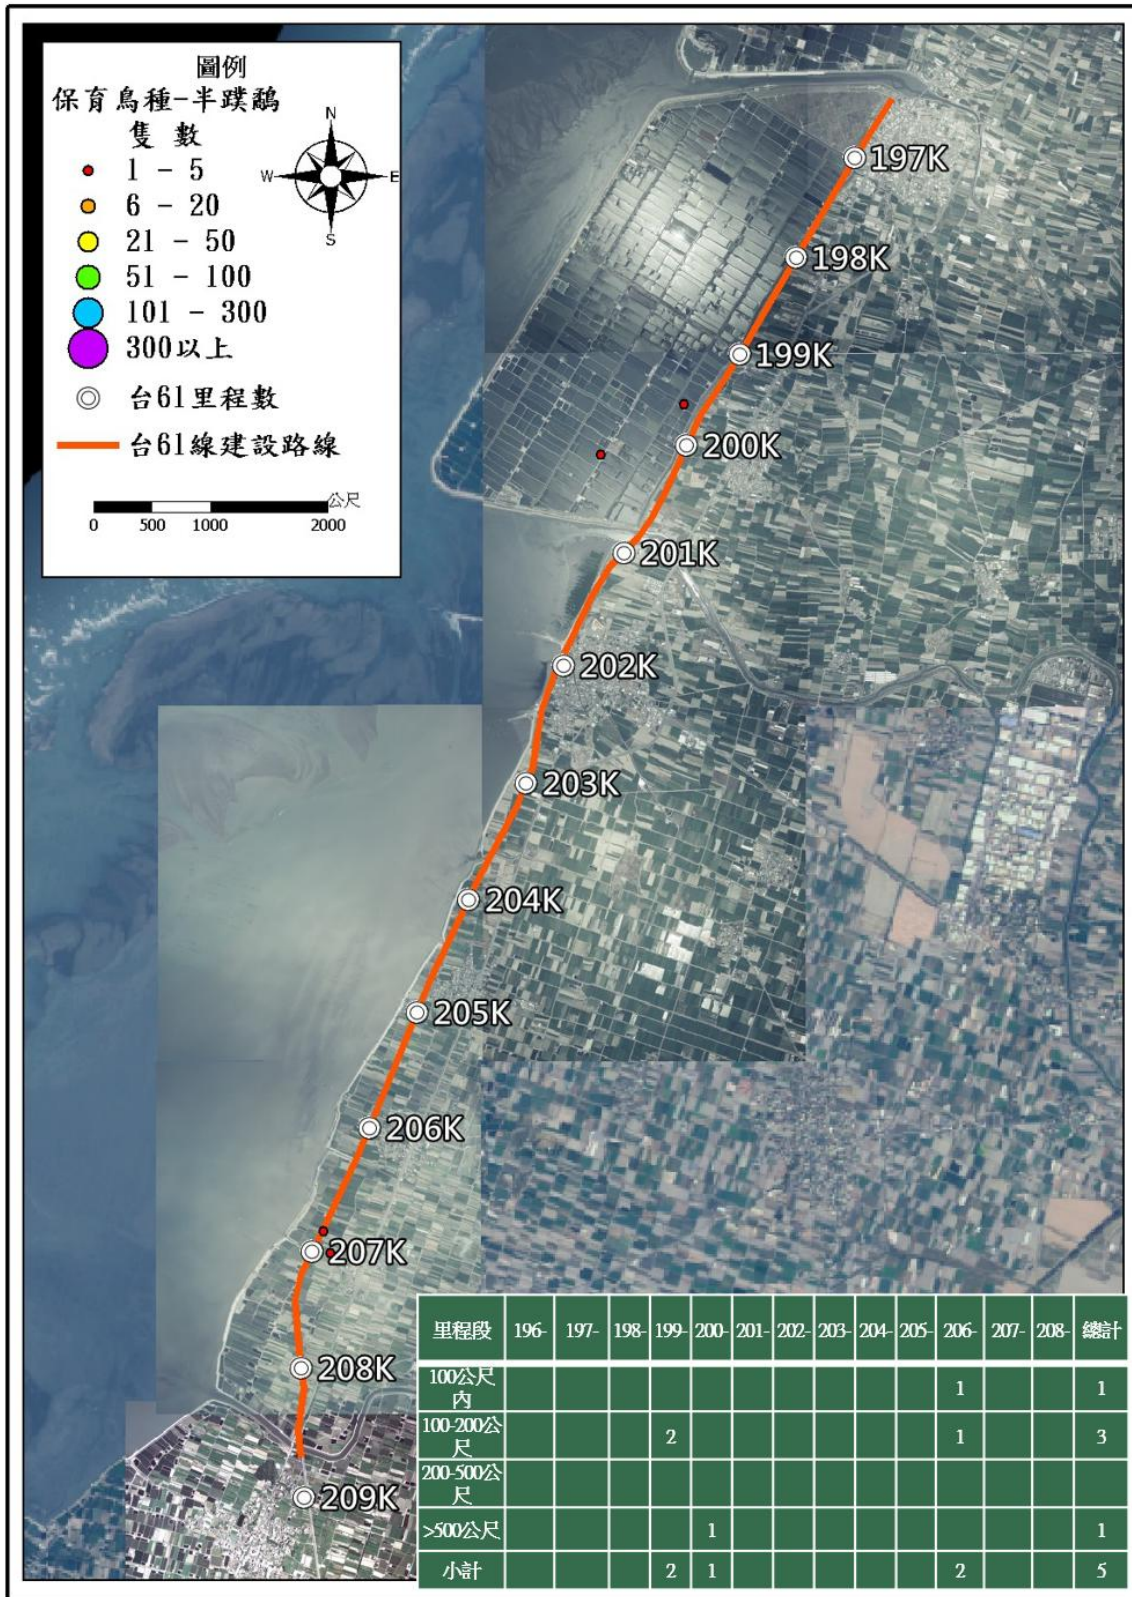 圖例
保育鳥種-半蹼鷸
隻 數
1 - 5
6 - 20
21 - 50
51 - 100
101 - 300
300以上
台61里程數
台61線建設路線
公尺
0 500 1000 2000
N
W E
S
197K
198K
199K
200K
201K
202K
203K
204K
205K
206K
207K
208K
209K
里程段 196- 197- 198- 199- 200- 201- 202- 203- 204- 205- 206- 207- 208- 總計
100公尺
內 1 1
100-200公
尺 2 1 3
200-500公
尺
>500公尺 1 1
小計 2 1 2 5